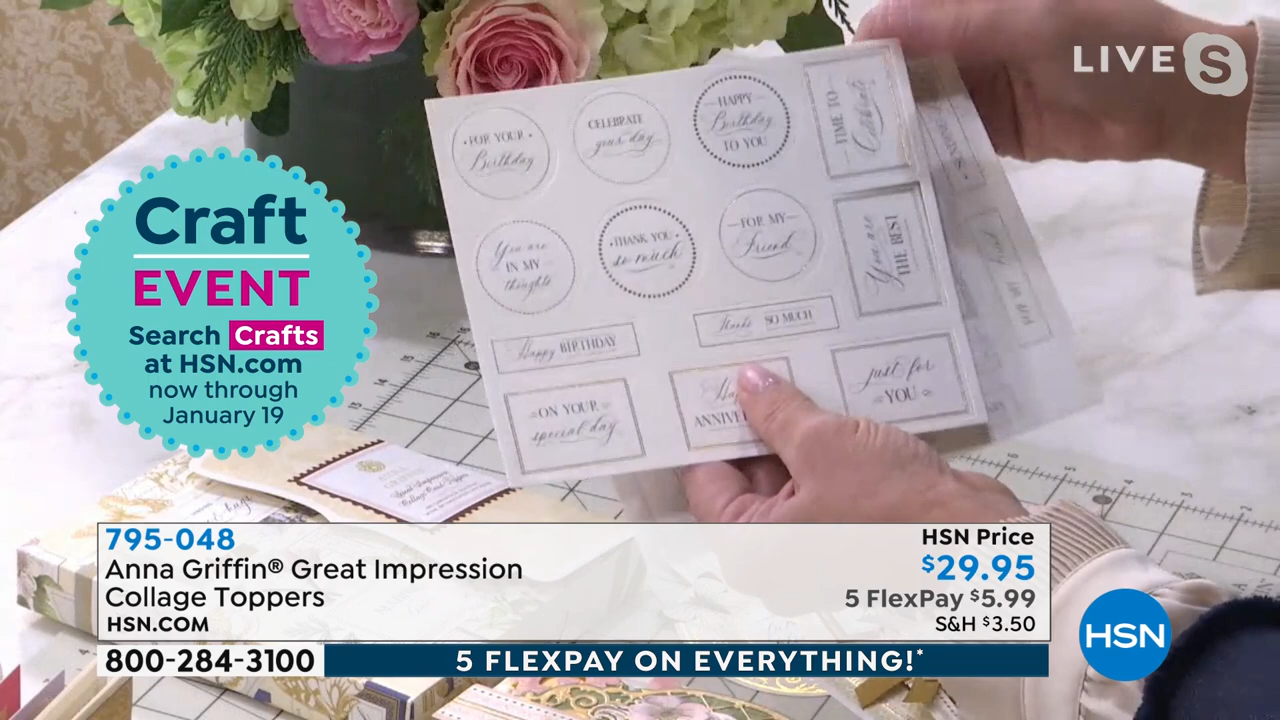 LIVE S
Craft
EVENT
Search Crafts
at HSN.com
now through
January 19
•FOR YOUR•
Birthday
CELEBRATE
your day
HAPPY
Birthday
TO YOU
TIME TO
Celebrate
You are
IN MY
thoughts
THANK YOU
so much
FOR MY
Friend
You are
THE BEST
Happy BIRTHDAY
Thanks SO MUCH
ON YOUR
special day
just for
YOU
795-048
Anna Griffin® Great Impression
Collage Toppers
HSN.COM
HSN Price
$29.95
5 FlexPay $5.99
S&H $3.50
HSN
800-284-3100
5 FLEXPAY ON EVERYTHING!*